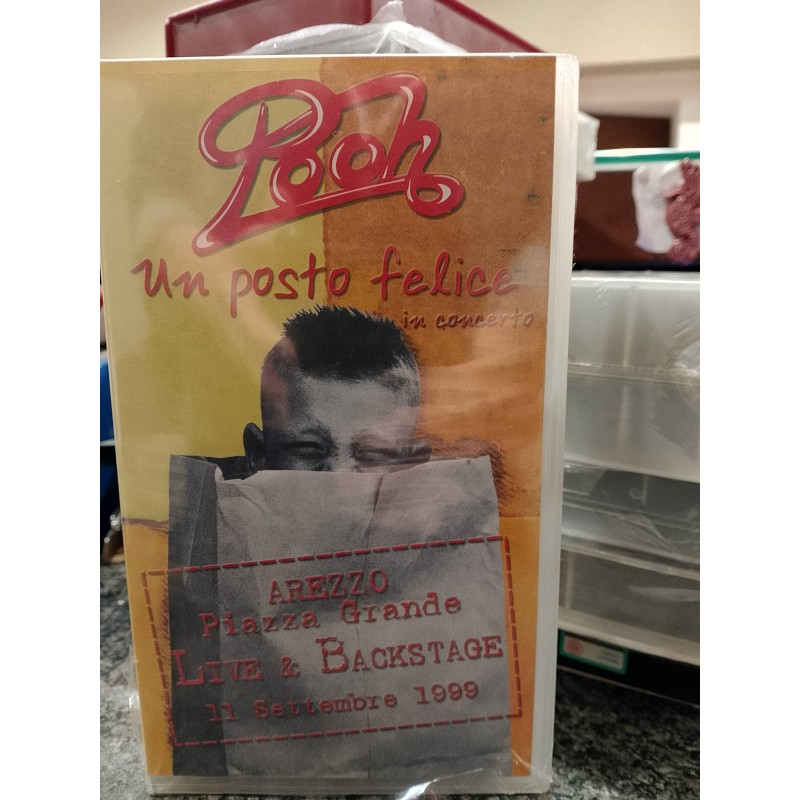 Pooh
Un posto felice
in concerto
AREZZO
Piazza Grande
LIVE & BACKSTAGE
11 Settembre 1999